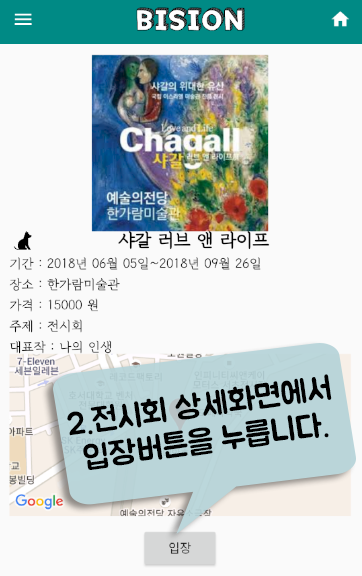 BISION
샤갈의 위대한 유산
Love and Life
Chagall
샤갈 러브 앤 라이프展
예술의전당
한가람미술관
샤갈 러브 앤 라이프
기간 : 2018년 06월 05일~2018년 09월 26일
장소 : 한가람미술관
가격 : 15000 원
주제 : 전시회
대표작 : 나의 인생
7-Eleven
세븐일레븐
아파트
2.전시회 상세화면에서
입장버튼을 누릅니다.
봉빌딩
Google
예술의전당 자유
입장